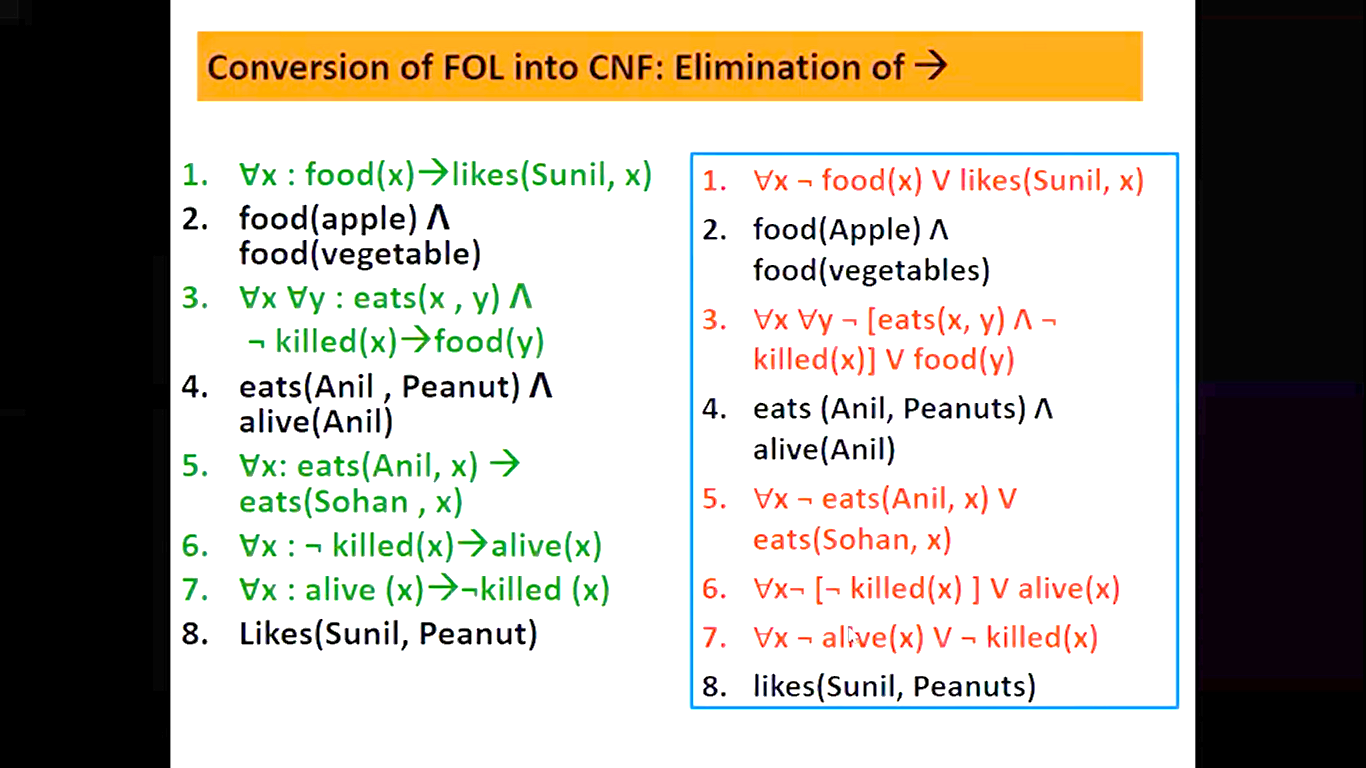 Conversion of FOL into CNF: Elimination of →
1. ∀x : food(x)→likes(Sunil, x)
2. food(apple) Λ
food(vegetable)
3. ∀x ∀y : eats(x , y) Λ
¬ killed(x)→food(y)
4. eats(Anil , Peanut) Λ
alive(Anil)
5. ∀x: eats(Anil, x) →
eats(Sohan , x)
6. ∀x : ¬ killed(x)→alive(x)
7. ∀x : alive (x)→¬killed (x)
8. Likes(Sunil, Peanut)
1. ∀x ¬ food(x) V likes(Sunil, x)
2. food(Apple) Λ
food(vegetables)
3. ∀x ∀y ¬ [eats(x, y) Λ ¬
killed(x)] V food(y)
4. eats (Anil, Peanuts) Λ
alive(Anil)
5. ∀x ¬ eats(Anil, x) V
eats(Sohan, x)
6. ∀x¬ [¬ killed(x) ] V alive(x)
7. ∀x ¬ alive(x) V ¬ killed(x)
8. likes(Sunil, Peanuts)